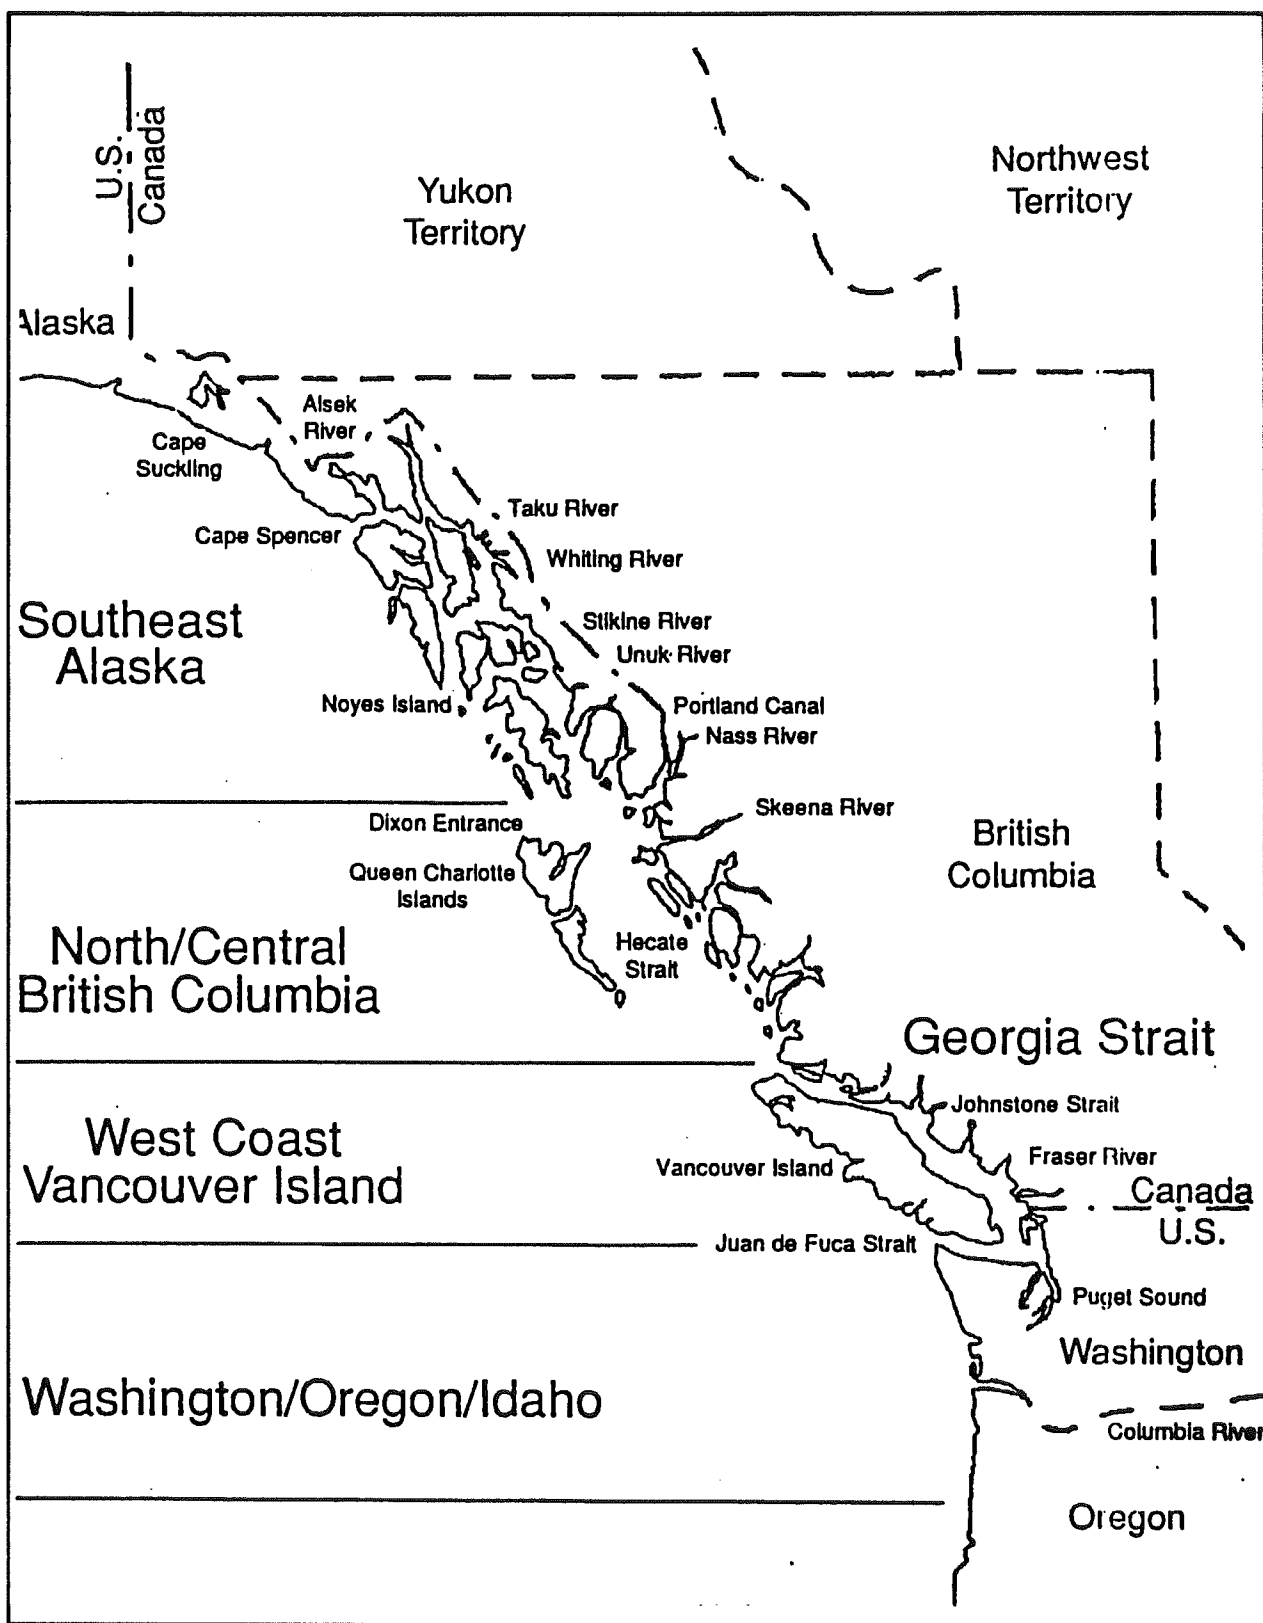 U.S.
Canada
Yukon
Territory
Northwest
Territory
Alaska
Alsek
River
Cape
Suckling
Taku River
Cape Spencer
Whiting River
Southeast
Alaska
Stikine River
Unuk River
Noyes Island
Portland Canal
Nass River
Skeena River
Dixon Entrance
British
Columbia
Queen Charlotte
Islands
North/Central
British Columbia
Hecate
Strait
Georgia Strait
Johnstone Strait
West Coast
Vancouver Island
Vancouver Island
Fraser River
Canada
U.S.
Juan de Fuca Strait
Puget Sound
Washington
Washington/Oregon/Idaho
Columbia River
Oregon